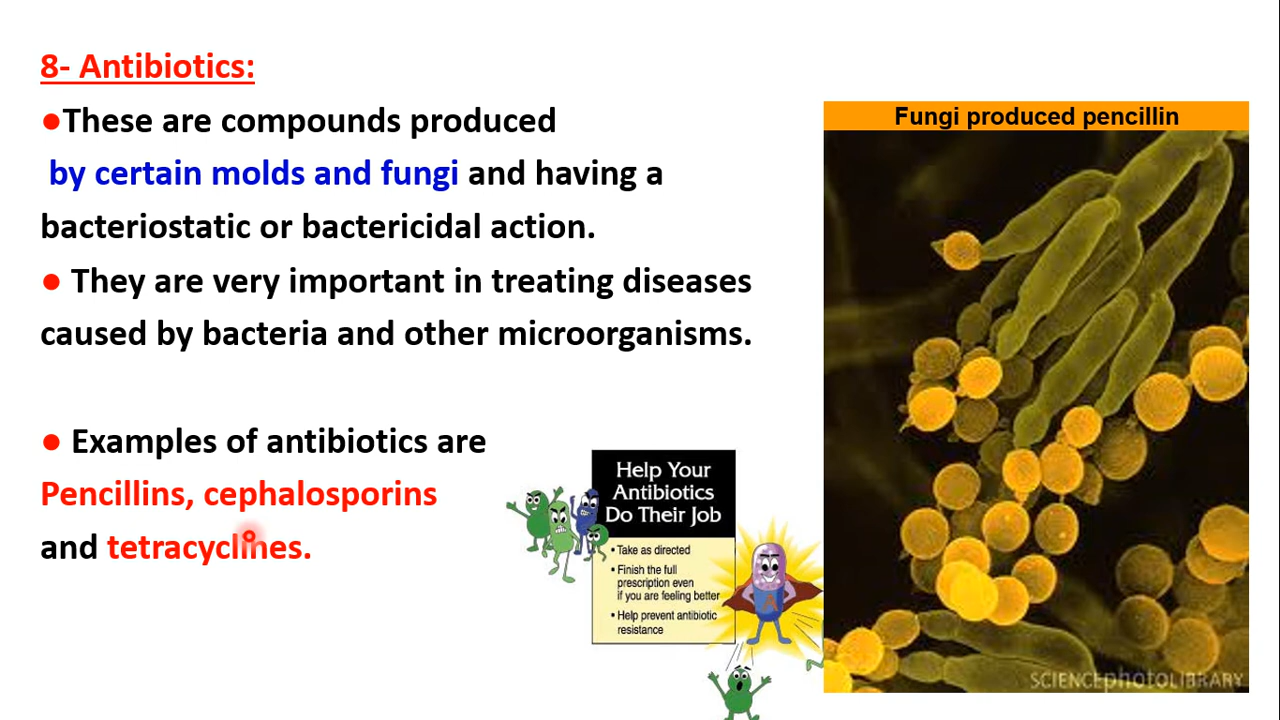 8- Antibiotics:
●These are compounds produced
by certain molds and fungi and having a
bacteriostatic or bactericidal action.
● They are very important in treating diseases
caused by bacteria and other microorganisms.
● Examples of antibiotics are
Pencillins, cephalosporins
and tetracyclines.
Help Your
Antibiotics
Do Their Job
• Take as directed
• Finish the full
prescription even
if you are feeling better
• Help prevent antibiotic
resistance
A
Fungi produced pencillin
SCIENCEphotoLIBRARY